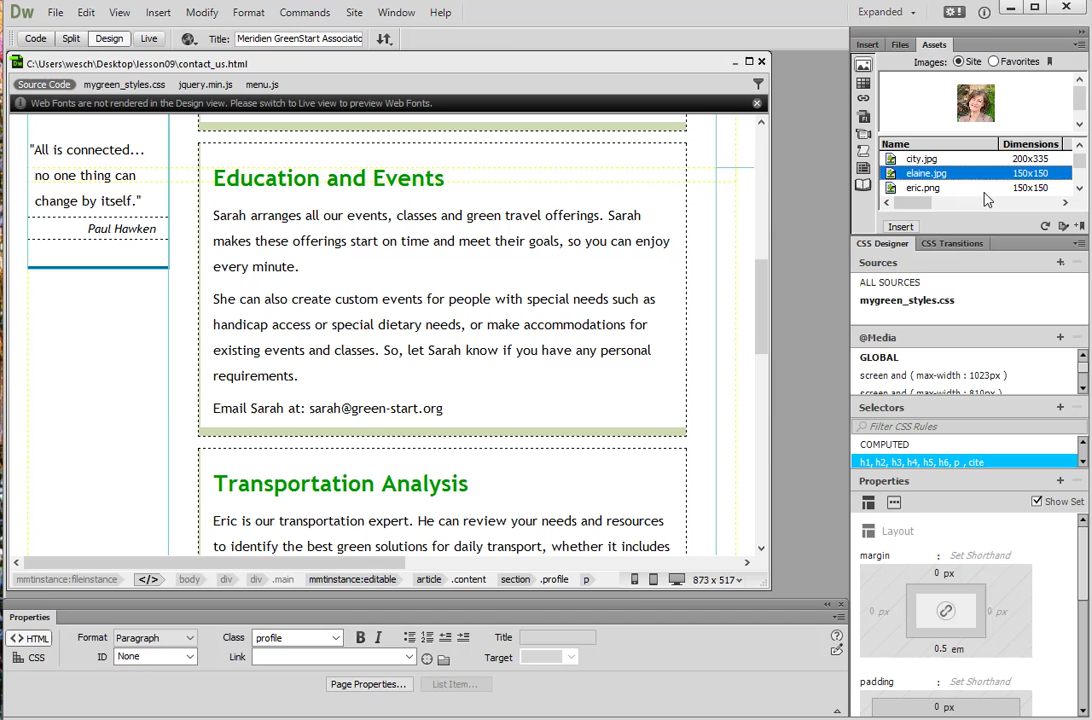 Dw File Edit View Insert Modify Format Commands Site Window Help Expanded
Code Split Design Live Title: Meridien GreenStart Associatic
C:\Users\wesch\Desktop\lesson09\contact_us.html
Source Code mygreen_styles.css jquery.min.js menu.js
Web Fonts are not rendered in the Design view. Please switch to Live view to preview Web Fonts.
"All is connected...
no one thing can
change by itself."
Paul Hawken
Education and Events
Sarah arranges all our events, classes and green travel offerings. Sarah
makes these offerings start on time and meet their goals, so you can enjoy
every minute.
She can also create custom events for people with special needs such as
handicap access or special dietary needs, or make accommodations for
existing events and classes. So, let Sarah know if you have any personal
requirements.
Email Sarah at: sarah@green-start.org
Transportation Analysis
Eric is our transportation expert. He can review your needs and resources
to identify the best green solutions for daily transport, whether it includes
mmtinstance:fileinstance </> body div div .main mmtinstance:editable article .content section .profile p 873 x 517
Properties
<> HTML Format Paragraph Class profile B I Title
CSS ID None Link Target
Page Properties... List Item...
Insert Files Assets
Images: Site Favorites
Name Dimensions
city.jpg 200x335
elaine.jpg 150x150
eric.png 150x150
Insert
CSS Designer CSS Transitions
Sources
ALL SOURCES
mygreen_styles.css
@Media
GLOBAL
screen and ( max-width : 1023px )
screen and ( max-width : 810px )
Selectors
Filter CSS Rules
COMPUTED
h1, h2, h3, h4, h5, h6, p , cite
Properties
Show Set
Layout
margin : Set Shorthand
0 px
0 px 0 px
0.5 em
padding : Set Shorthand
0 px